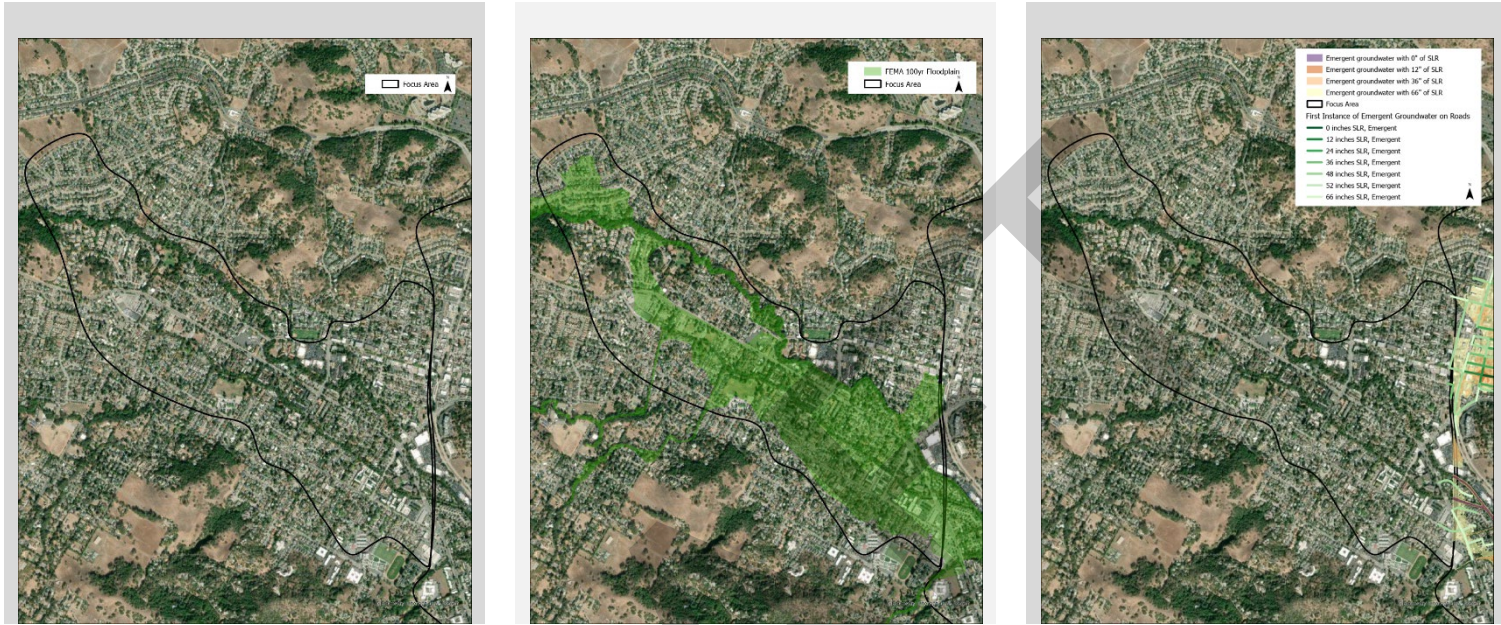 Focus Area
FEMA 100yr Floodplain
Focus Area
Emergent groundwater with 0" of SLR
Emergent groundwater with 12" of SLR
Emergent groundwater with 36" of SLR
Emergent groundwater with 66" of SLR
Focus Area
First Instance of Emergent Groundwater on Roads
0 inches SLR, Emergent
12 inches SLR, Emergent
24 inches SLR, Emergent
36 inches SLR, Emergent
48 inches SLR, Emergent
52 inches SLR, Emergent
66 inches SLR, Emergent